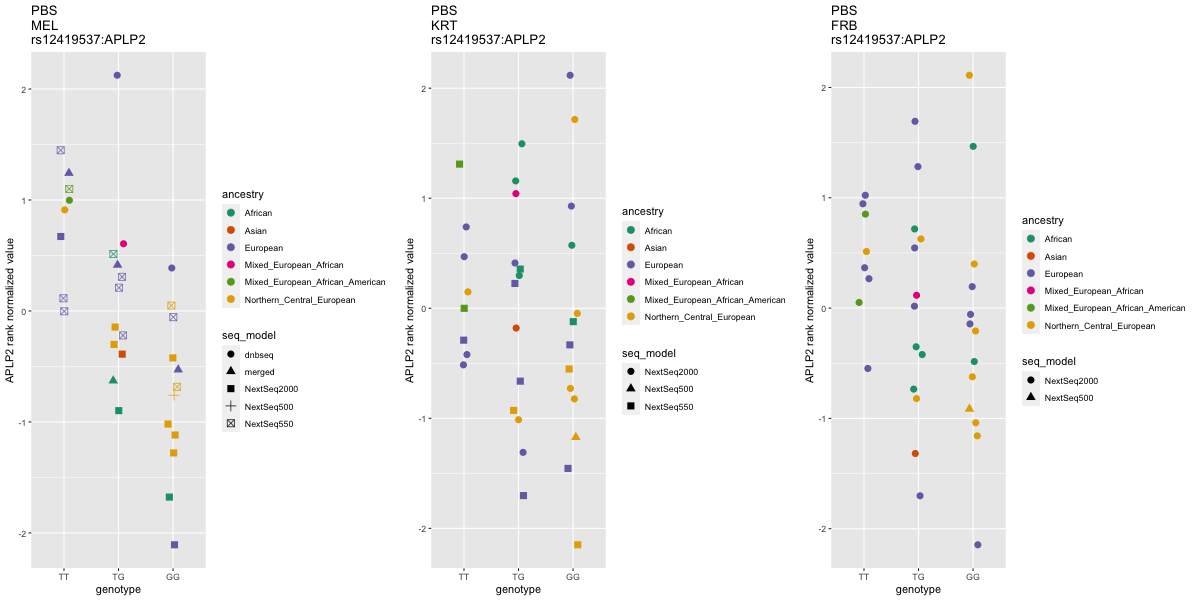 PBS
MEL
rs12419537:APLP2
APLP2 rank normalized value
2
1
0
-1
-2
TT
TG
GG
genotype
ancestry
African
Asian
European
Mixed_European_African
Mixed_European_African_American
Northern_Central_European
seq_model
dnbseq
merged
NextSeq2000
NextSeq500
NextSeq550
PBS
KRT
rs12419537:APLP2
APLP2 rank normalized value
2
1
0
-1
-2
TT
TG
GG
genotype
ancestry
African
Asian
European
Mixed_European_African
Mixed_European_African_American
Northern_Central_European
seq_model
NextSeq2000
NextSeq500
NextSeq550
PBS
FRB
rs12419537:APLP2
APLP2 rank normalized value
2
1
0
-1
-2
TT
TG
GG
genotype
ancestry
African
Asian
European
Mixed_European_African
Mixed_European_African_American
Northern_Central_European
seq_model
NextSeq2000
NextSeq500